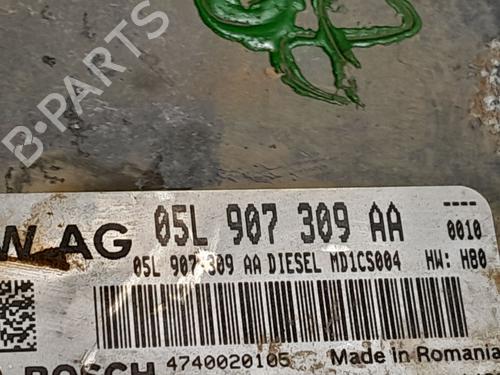 B-PARTS
W AG 05L 907 309 AA 0010
05L 907 309 AA DIESEL MD1CS004 HW: H80
BOSCH 4740020105 Made in Romania